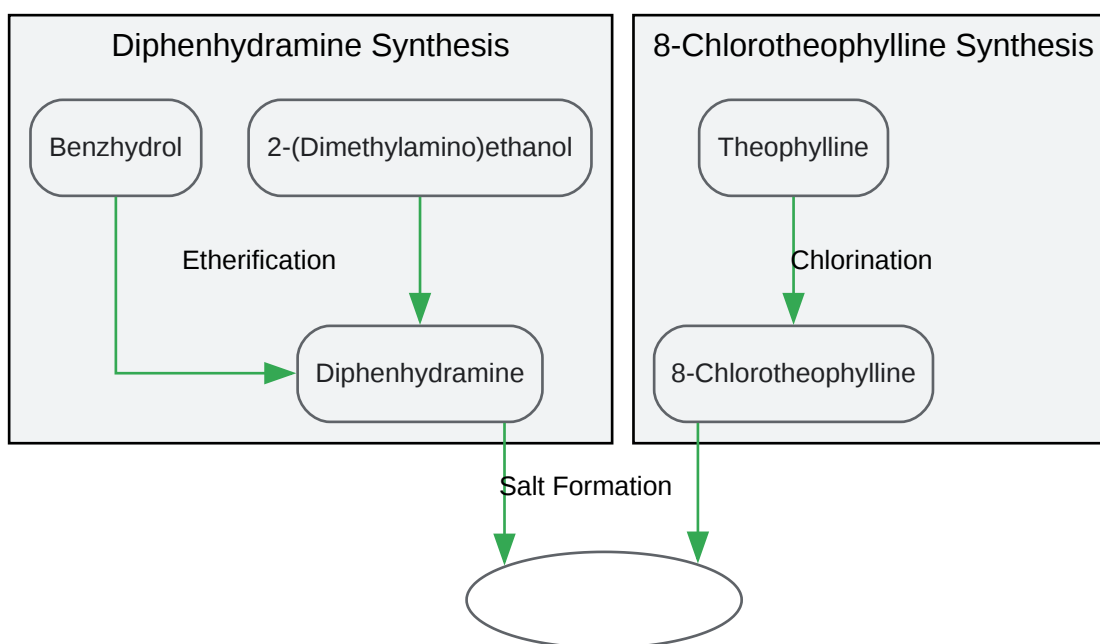 Diphenhydramine Synthesis
8-Chlorotheophylline Synthesis
Benzhydrol
2-(Dimethylamino)ethanol
Theophylline
Etherification
Chlorination
Diphenhydramine
8-Chlorotheophylline
Salt Formation